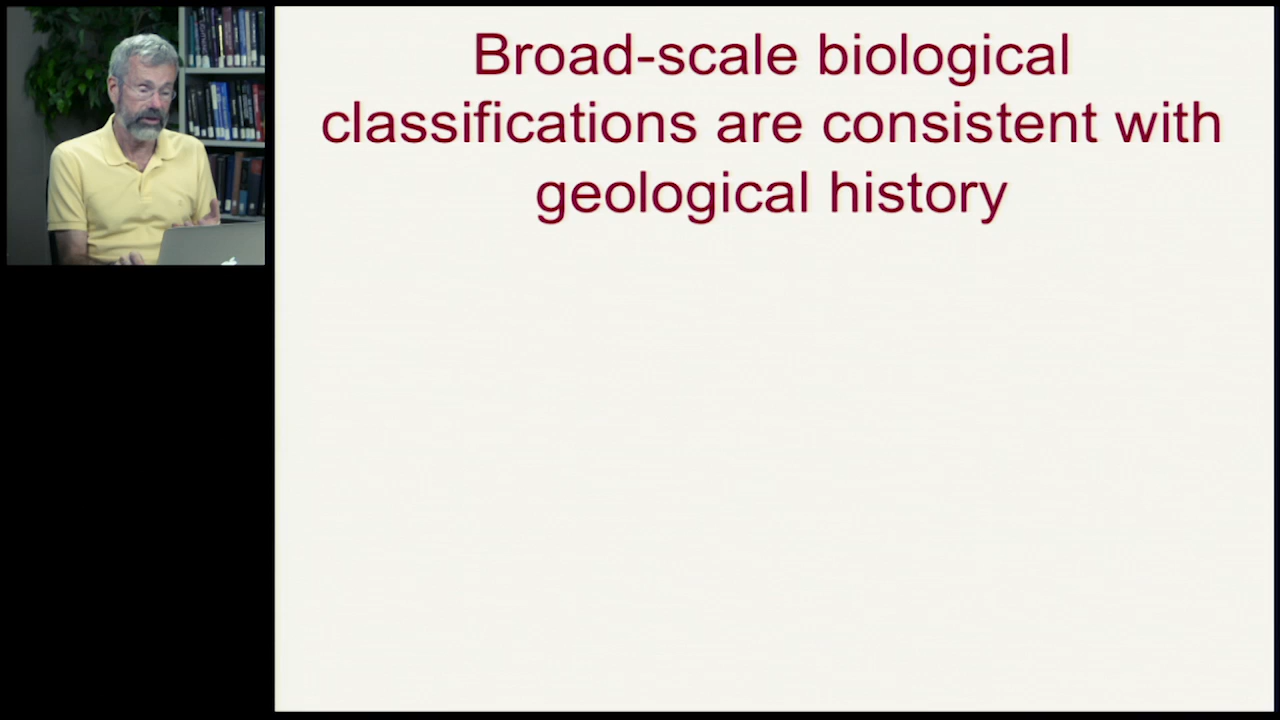 Broad-scale biological
classifications are consistent with
geological history